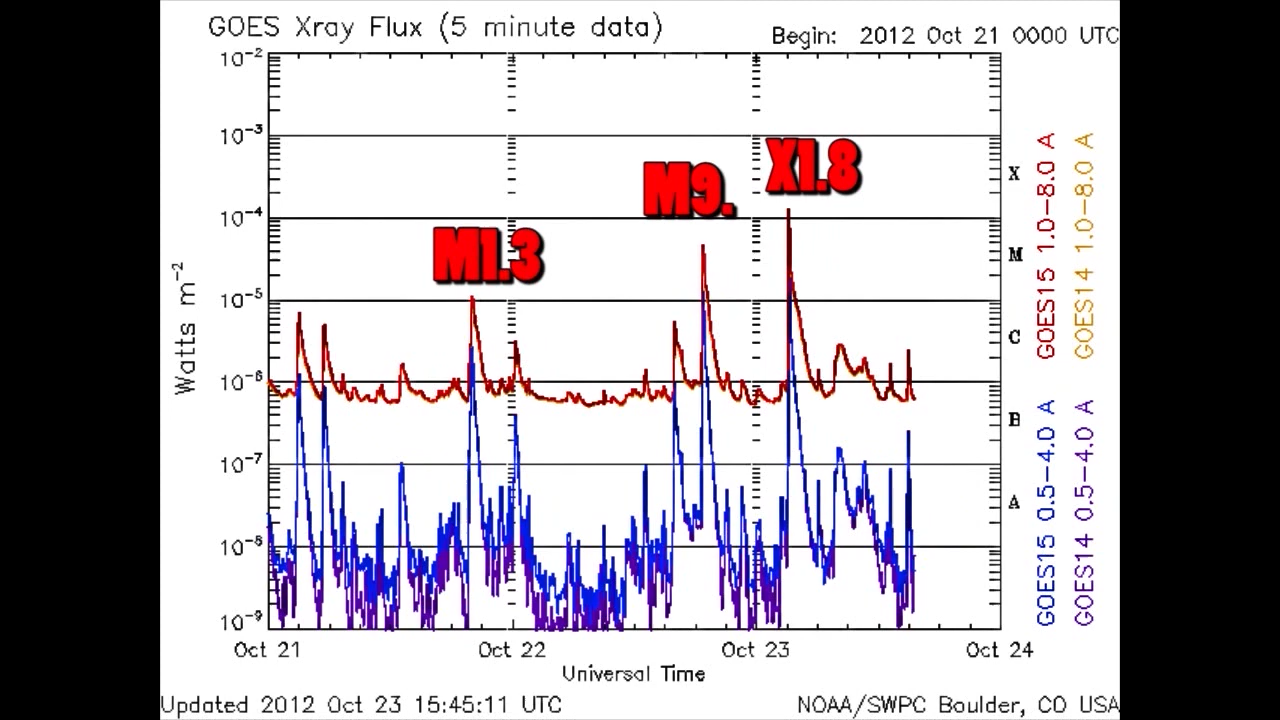 GOES Xray Flux (5 minute data)
Begin: 2012 Oct 21 0000 UTC
10⁻²
10⁻³
10⁻⁴
10⁻⁵
10⁻⁶
10⁻⁷
10⁻⁸
10⁻⁹
Watts m⁻²
M1.3
M9.
X1.8
X
M
C
B
A
GOES15 1.0-8.0 A
GOES14 1.0-8.0 A
GOES15 0.5-4.0 A
GOES14 0.5-4.0 A
Oct 21
Oct 22
Oct 23
Oct 24
Universal Time
Updated 2012 Oct 23 15:45:11 UTC
NOAA/SWPC Boulder, CO USA